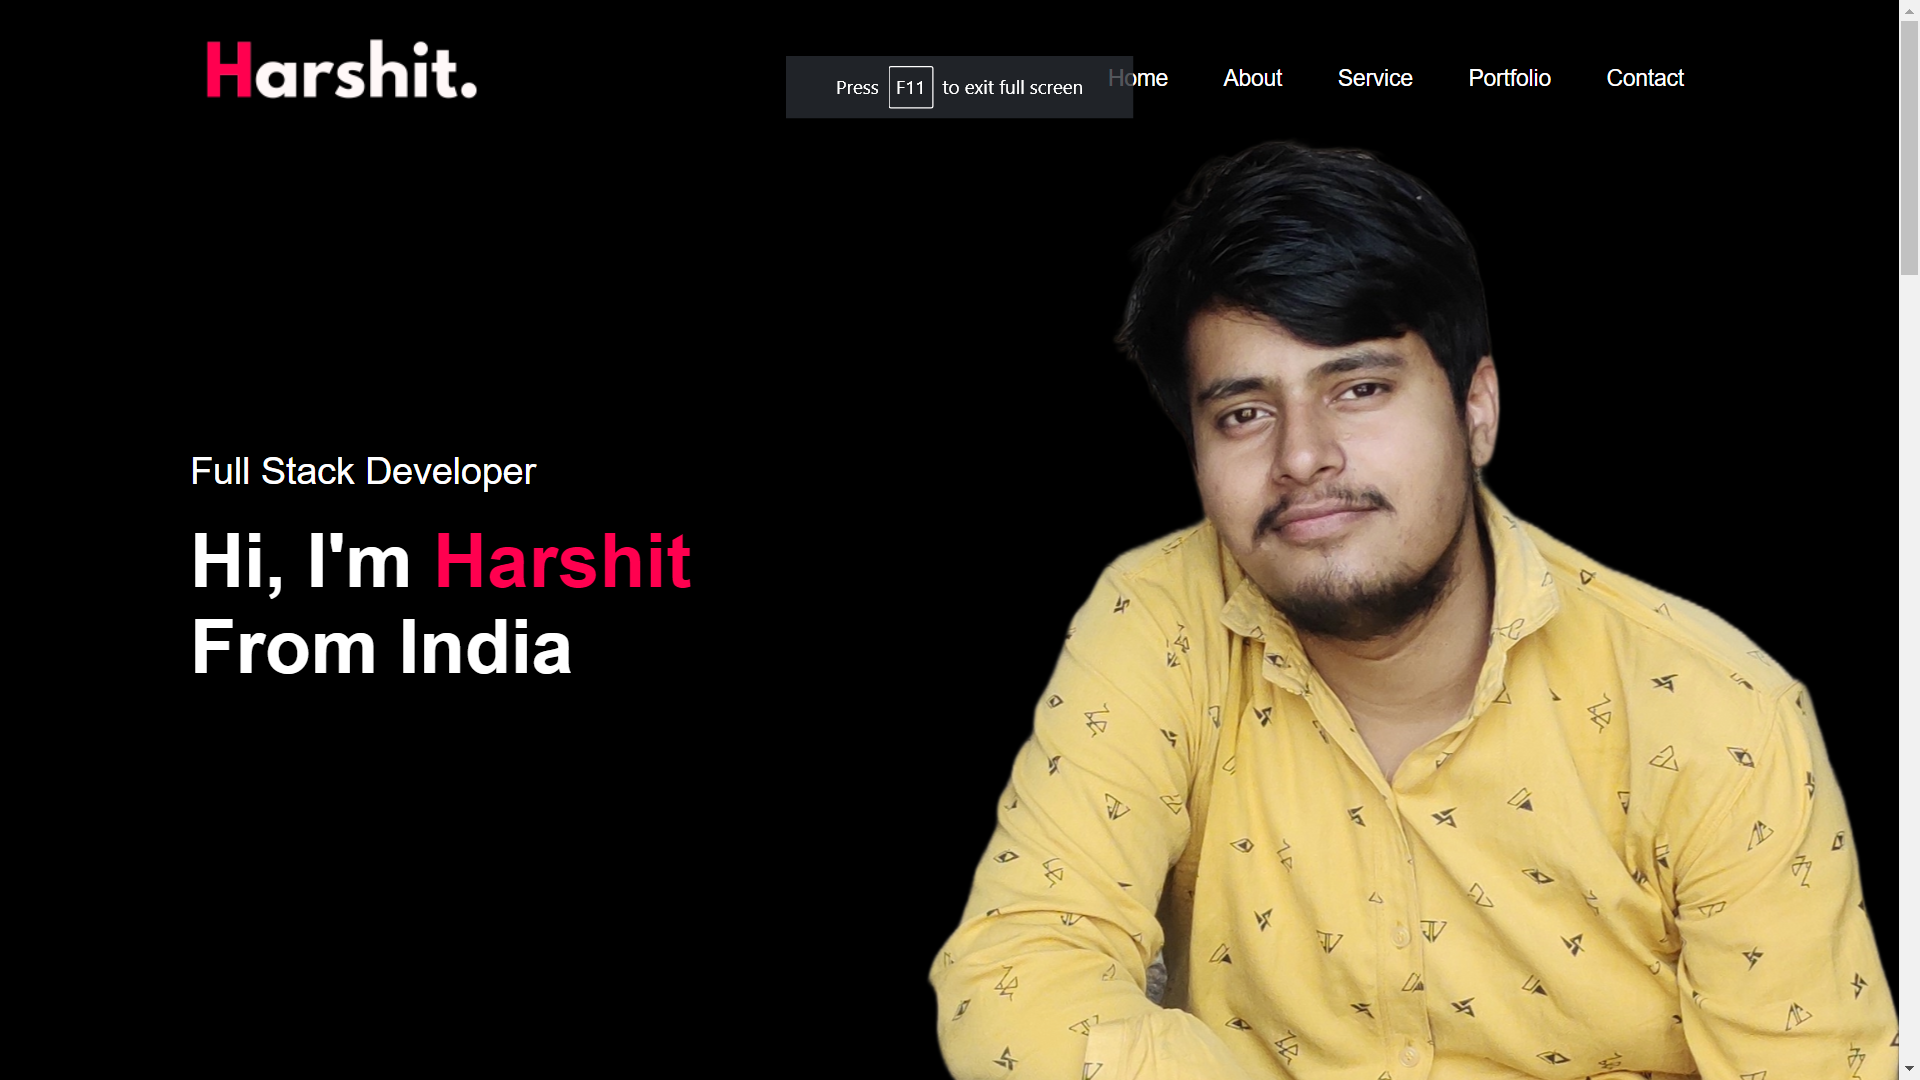 Harshit.
Press F11 to exit full screen
Home About Service Portfolio Contact
Full Stack Developer
Hi, I'm Harshit
From India